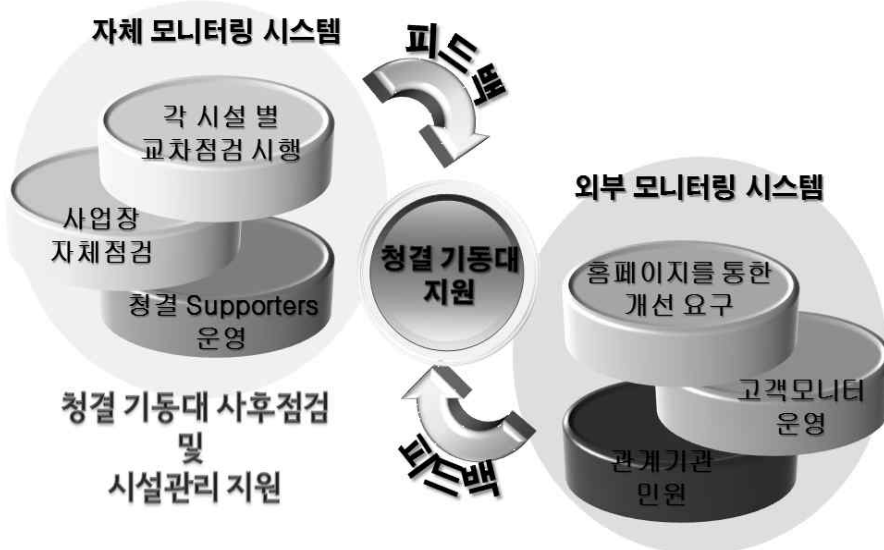 자체 모니터링 시스템
각 시설 별
교차점검 시행
사업장
자체점검
청결 Supporters
운영
청결 기동대 사후점검
및
시설관리 지원
피드백
청결 기동대
지원
피드백
외부 모니터링 시스템
홈페이지를 통한
개선 요구
고객모니터
운영
관계기관
민원